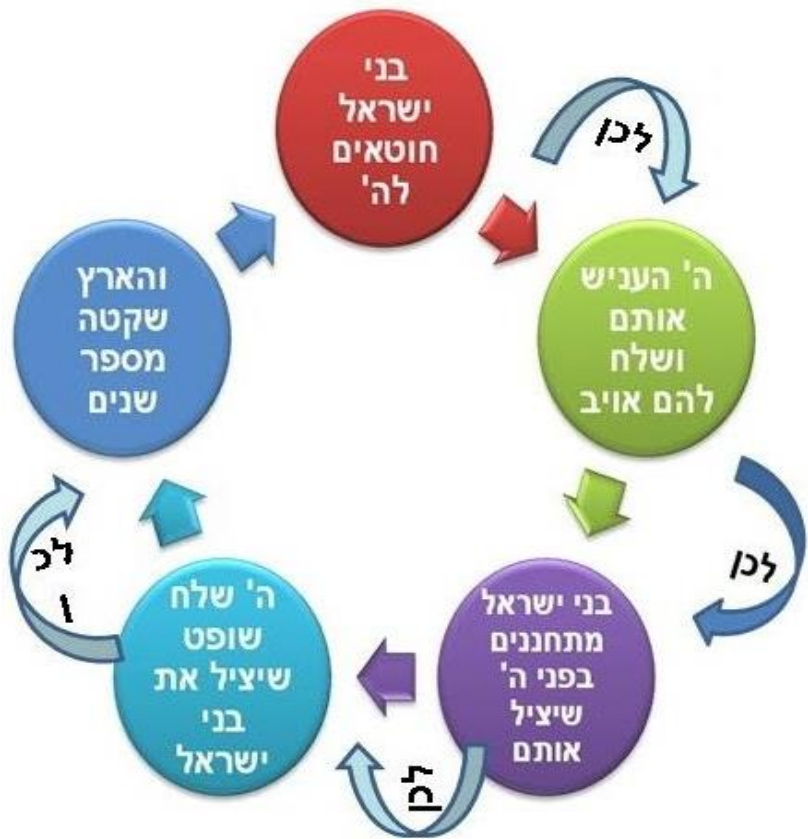 בני
ישראל
חוטאים
לה'
לכן
ה' העניש
אותם
ושלח
להם אויב
לכן
בני ישראל
מתחננים
בפני ה'
שיציל
אותם
לכן
ה' שלח
שופט
שיציל את
בני
ישראל
לכ
ן
והארץ
שקטה
מספר
שנים